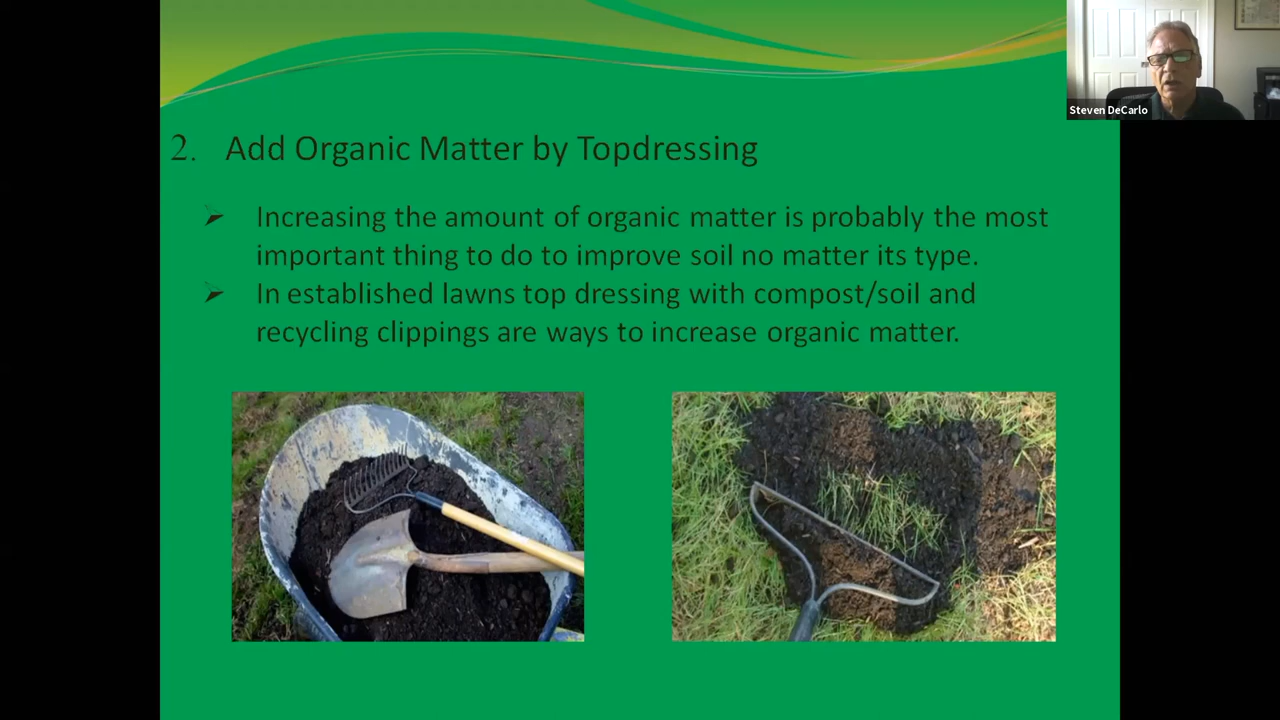 Steven DeCarlo
2. Add Organic Matter by Topdressing
Increasing the amount of organic matter is probably the most
important thing to do to improve soil no matter its type.
In established lawns top dressing with compost/soil and
recycling clippings are ways to increase organic matter.